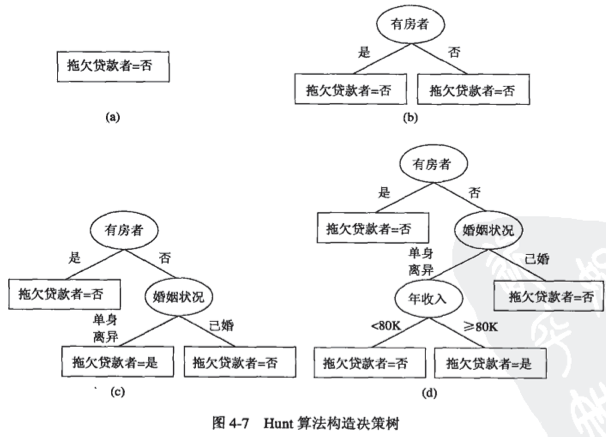 拖欠贷款者=否
(a)
有房者
是
否
拖欠贷款者=否
拖欠贷款者=否
(b)
有房者
是
否
拖欠贷款者=否
婚姻状况
单身
离异
已婚
拖欠贷款者=是
拖欠贷款者=否
(c)
有房者
是
否
拖欠贷款者=否
婚姻状况
单身
离异
已婚
年收入
拖欠贷款者=否
<80K
≥80K
拖欠贷款者=否
拖欠贷款者=是
(d)
图 4-7 Hunt 算法构造决策树